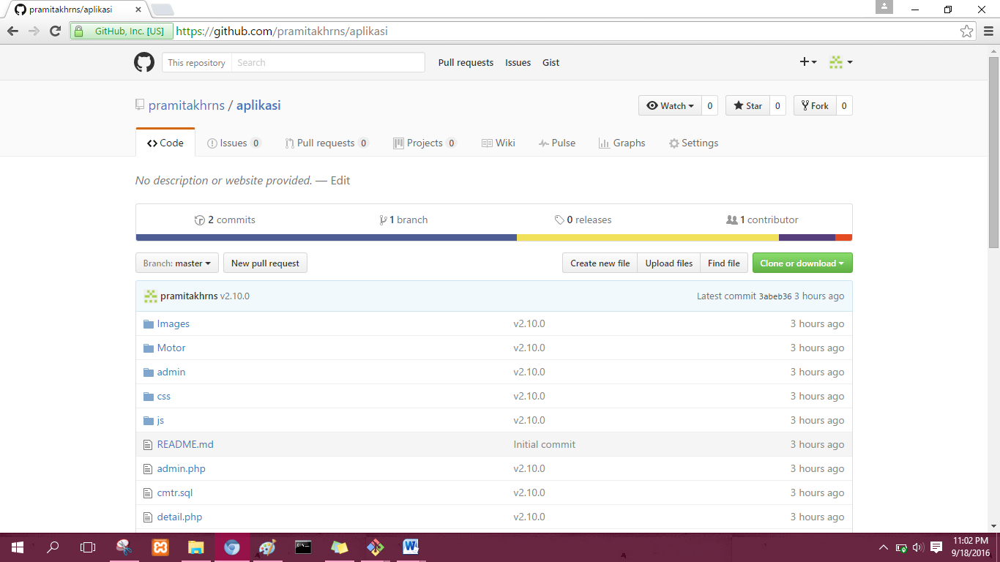 pramitakhrns/aplikasi
GitHub, Inc. [US] https://github.com/pramitakhrns/aplikasi
This repository Search Pull requests Issues Gist
pramitakhrns / aplikasi Watch 0 Star 0 Fork 0
Code Issues 0 Pull requests 0 Projects 0 Wiki Pulse Graphs Settings
No description or website provided. — Edit
2 commits 1 branch 0 releases 1 contributor
Branch: master New pull request Create new file Upload files Find file Clone or download
pramitakhrns v2.10.0 Latest commit 3abeb36 3 hours ago
Images v2.10.0 3 hours ago
Motor v2.10.0 3 hours ago
admin v2.10.0 3 hours ago
css v2.10.0 3 hours ago
js v2.10.0 3 hours ago
README.md Initial commit 3 hours ago
admin.php v2.10.0 3 hours ago
cmtr.sql v2.10.0 3 hours ago
detail.php v2.10.0 3 hours ago
11:02 PM
9/18/2016